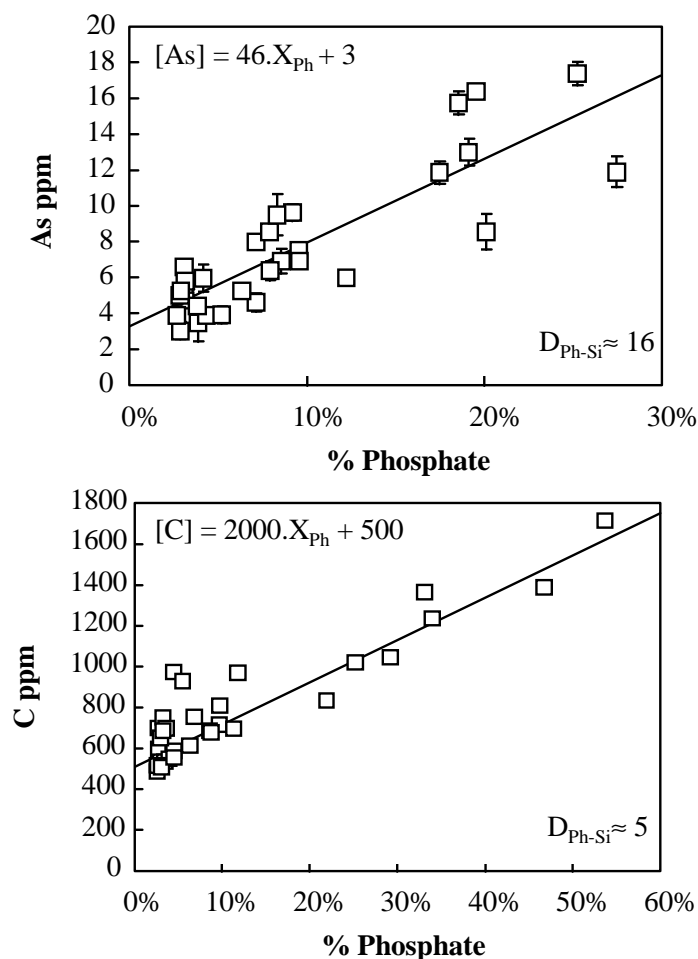 20
[As] = 46.X_Ph + 3
18
16
14
12
10
As ppm
8
6
4
2
D_Ph-Si≈ 16
0
0% 10% 20% 30%
% Phosphate
1800
[C] = 2000.X_Ph + 500
1600
1400
1200
1000
C ppm
800
600
400
200
D_Ph-Si≈ 5
0
0% 10% 20% 30% 40% 50% 60%
% Phosphate